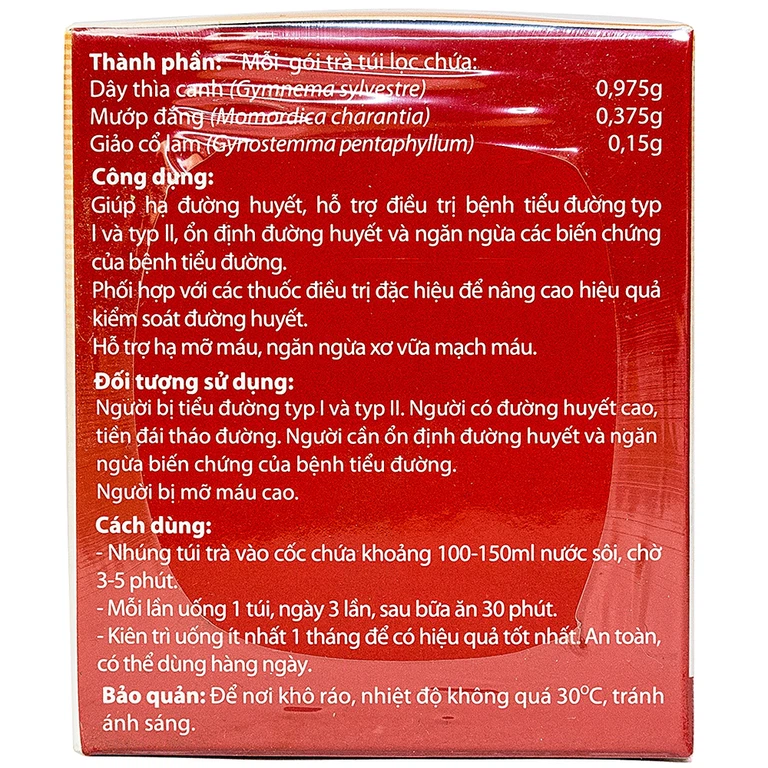 Thành phần: Mỗi gói trà túi lọc chứa:
Dây thìa canh (Gymnema sylvestre) 0,975g
Mướp đắng (Momordica charantia) 0,375g
Giảo cổ lam (Gynostemma pentaphyllum) 0,15g
Công dụng:
Giúp hạ đường huyết, hỗ trợ điều trị bệnh tiểu đường typ
I và typ II, ổn định đường huyết và ngăn ngừa các biến chứng
của bệnh tiểu đường.
Phối hợp với các thuốc điều trị đặc hiệu để nâng cao hiệu quả
kiểm soát đường huyết.
Hỗ trợ hạ mỡ máu, ngăn ngừa xơ vữa mạch máu.
Đối tượng sử dụng:
Người bị tiểu đường typ I và typ II. Người có đường huyết cao,
tiền đái tháo đường. Người cần ổn định đường huyết và ngăn
ngừa biến chứng của bệnh tiểu đường.
Người bị mỡ máu cao.
Cách dùng:
- Nhúng túi trà vào cốc chứa khoảng 100-150ml nước sôi, chờ
3-5 phút.
- Mỗi lần uống 1 túi, ngày 3 lần, sau bữa ăn 30 phút.
- Kiên trì uống ít nhất 1 tháng để có hiệu quả tốt nhất. An toàn,
có thể dùng hàng ngày.
Bảo quản: Để nơi khô ráo, nhiệt độ không quá 30°C, tránh
ánh sáng.